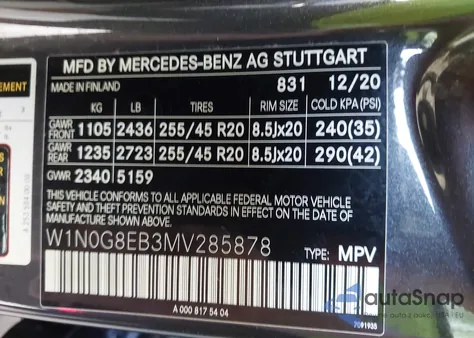 MFD BY MERCEDES-BENZ AG STUTTGART
MADE IN FINLAND 831 12/20
KG LB TIRES RIM SIZE COLD KPA(PSI)
GAWR FRONT 1105 2436 255/45 R20 8.5Jx20 240(35)
GAWR REAR 1235 2723 255/45 R20 8.5Jx20 290(42)
GVWR 2340 5159
THIS VEHICLE CONFORMS TO ALL APPLICABLE FEDERAL MOTOR VEHICLE
SAFETY AND THEFT PREVENTION STANDARDS IN EFFECT ON THE DATE OF
MANUFACTURE SHOWN ABOVE.
W1N0G8EB3MV285878 TYPE: MPV
A 000 817 54 04
7091935
EMENT
autoSnap